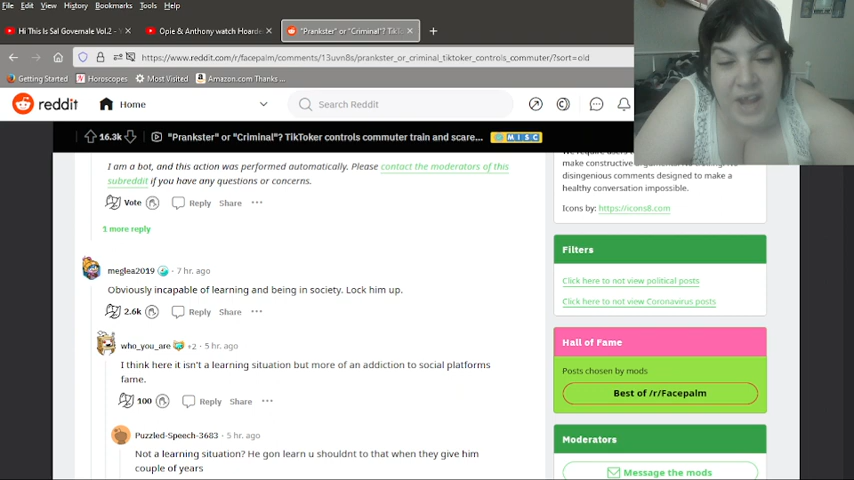 File Edit View History Bookmarks Tools Help
Hi This Is Sal Governale Vol.2 -
Opie & Anthony watch Hoarde
"Prankster" or "Criminal"? TikT
https://www.reddit.com/r/facepalm/comments/13uvn8s/prankster_or_criminal_tiktoker_controls_commuter/?sort=old
Getting Started Horoscopes Most Visited Amazon.com Thanks ...
reddit Home Search Reddit
16.3k "Prankster" or "Criminal"? TikToker controls commuter train and scare... MISC
I am a bot, and this action was performed automatically. Please contact the moderators of this
subreddit if you have any questions or concerns.
Vote Reply Share
1 more reply
meglea2019 · 7 hr. ago
Obviously incapable of learning and being in society. Lock him up.
2.6k Reply Share
who_you_are +2 · 5 hr. ago
I think here it isn't a learning situation but more of an addiction to social platforms
fame.
100 Reply Share
Puzzled-Speech-3683 · 5 hr. ago
Not a learning situation? He gon learn u shouldnt to that when they give him
couple of years
make constructive
disingenuous comments designed to make a
healthy conversation impossible.
Icons by: https://icons8.com
Filters
Click here to not view political posts
Click here to not view Coronavirus posts
Hall of Fame
Posts chosen by mods
Best of /r/Facepalm
Moderators
Message the mods